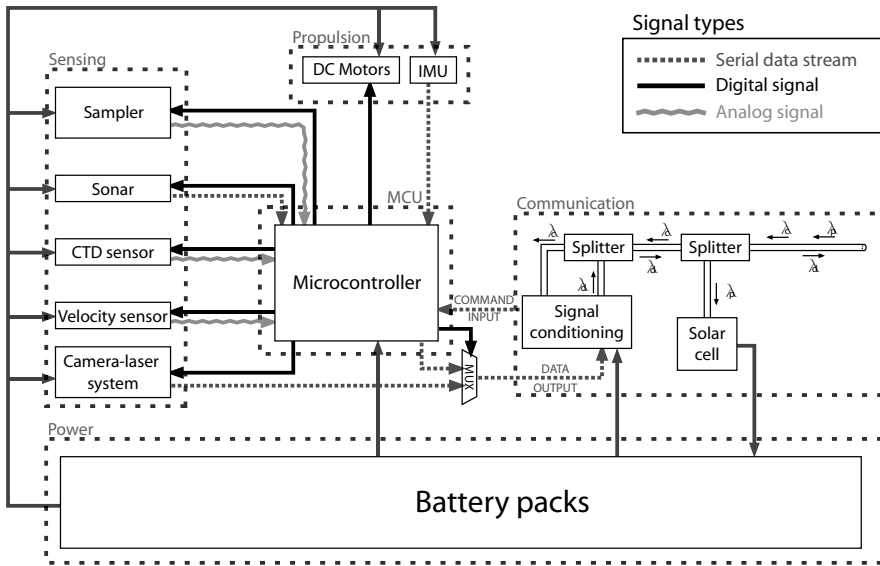 Signal types
Serial data stream
Digital signal
Analog signal
Propulsion
DC Motors
IMU
Sensing
Sampler
Sonar
CTD sensor
Velocity sensor
Camera-laser
system
MCU
Microcontroller
COMMAND
INPUT
MUX
DATA
OUTPUT
Communication
Splitter
Splitter
Signal
conditioning
Solar
cell
Power
Battery packs